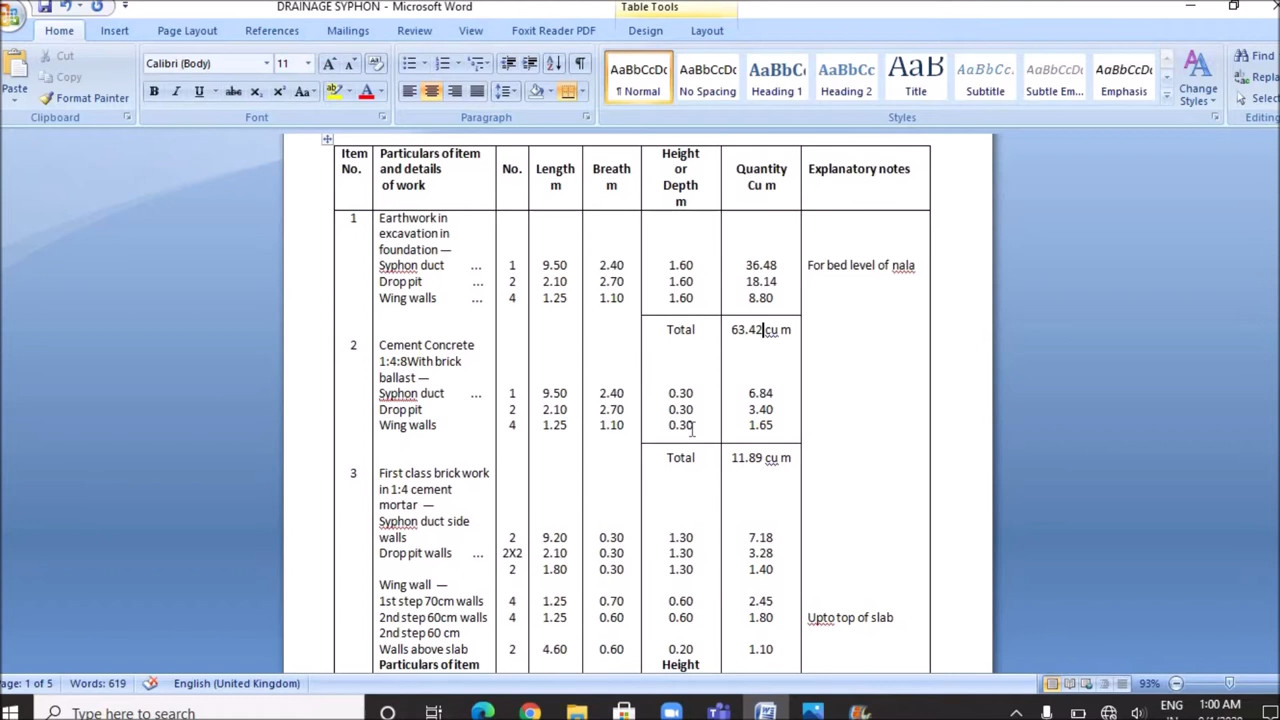 DRAINAGE SYPHON - Microsoft Word
Table Tools
Home Insert Page Layout References Mailings Review View Foxit Reader PDF Design Layout
Cut
Copy
Paste
Format Painter
Clipboard
Calibri (Body) 11
Font
Paragraph
AaBbCcDc AaBbCcDc AaBbC AaBbCc AaB AaBbCc. AaBbCcDc AaBbCcDc
¶ Normal No Spacing Heading 1 Heading 2 Title Subtitle Subtle Em... Emphasis
Change
Styles
Styles
Find
Repla
Select
Editing
Item Particulars of item No. Length Breath Height Quantity Explanatory notes
No. and details m m or Cu m
of work Depth
m
1 Earthwork in
excavation in
foundation —
Syphon duct ... 1 9.50 2.40 1.60 36.48 For bed level of nala
Drop pit ... 2 2.10 2.70 1.60 18.14
Wing walls ... 4 1.25 1.10 1.60 8.80
Total 63.42 cu m
2 Cement Concrete
1:4:8With brick
ballast —
Syphon duct ... 1 9.50 2.40 0.30 6.84
Drop pit 2 2.10 2.70 0.30 3.40
Wing walls 4 1.25 1.10 0.30 1.65
Total 11.89 cu m
3 First class brick work
in 1:4 cement
mortar —
Syphon duct side
walls 2 9.20 0.30 1.30 7.18
Drop pit walls ... 2X2 2.10 0.30 1.30 3.28
2 1.80 0.30 1.30 1.40
Wing wall —
1st step 70cm walls 4 1.25 0.70 0.60 2.45
2nd step 60cm walls 4 1.25 0.60 0.60 1.80 Upto top of slab
2nd step 60 cm
Walls above slab 2 4.60 0.60 0.20 1.10
Particulars of item Height
age: 1 of 5 Words: 619 English (United Kingdom) 93%
Type here to search
ENG
1:00 AM